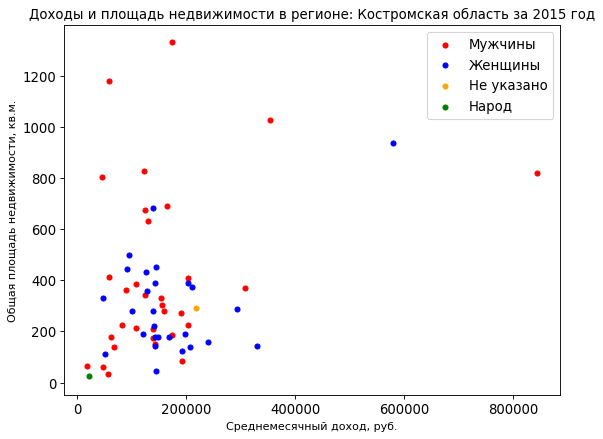 Доходы и площадь недвижимости в регионе: Костромская область за 2015 год
Мужчины
Женщины
Не указано
Народ
Общая площадь недвижимости, кв.м.
1200
1000
800
600
400
200
0
0 200000 400000 600000 800000
Среднемесячный доход, руб.